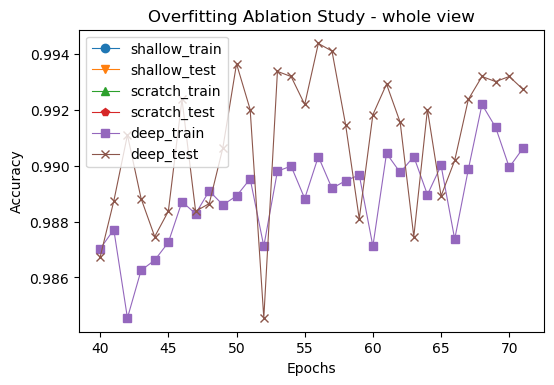 Overfitting Ablation Study - whole view
shallow_train
shallow_test
scratch_train
scratch_test
deep_train
deep_test
Accuracy
0.994
0.992
0.990
0.988
0.986
40 45 50 55 60 65 70
Epochs